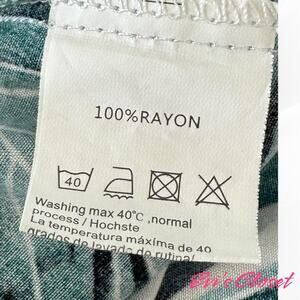 100%RAYON
40
Washing max 40°C ,normal
process / Hochste
La temperatura máxima de 40
grados de lavado de rutina/
Evi's Closet